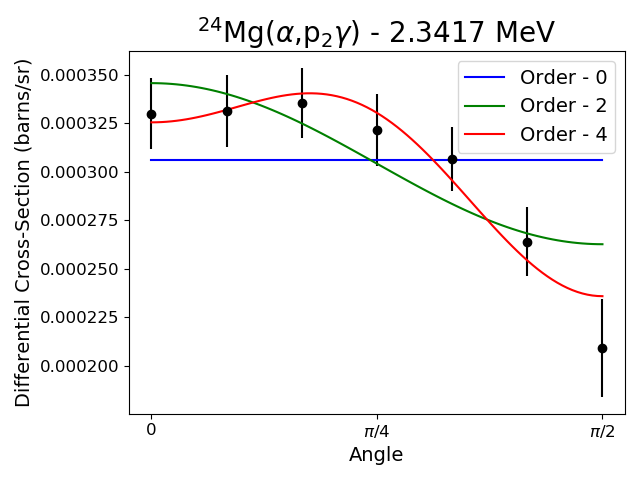 ²⁴Mg(α,p₂γ) - 2.3417 MeV
Order - 0
Order - 2
Order - 4
Differential Cross-Section (barns/sr)
0.000350
0.000325
0.000300
0.000275
0.000250
0.000225
0.000200
0
π/4
π/2
Angle